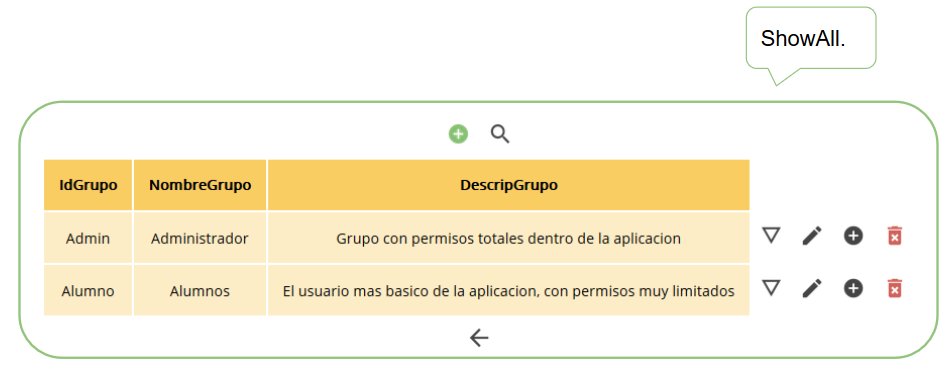 ShowAll.
IdGrupo NombreGrupo DescripGrupo
Admin Administrador Grupo con permisos totales dentro de la aplicacion
Alumno Alumnos El usuario mas basico de la aplicacion, con permisos muy limitados